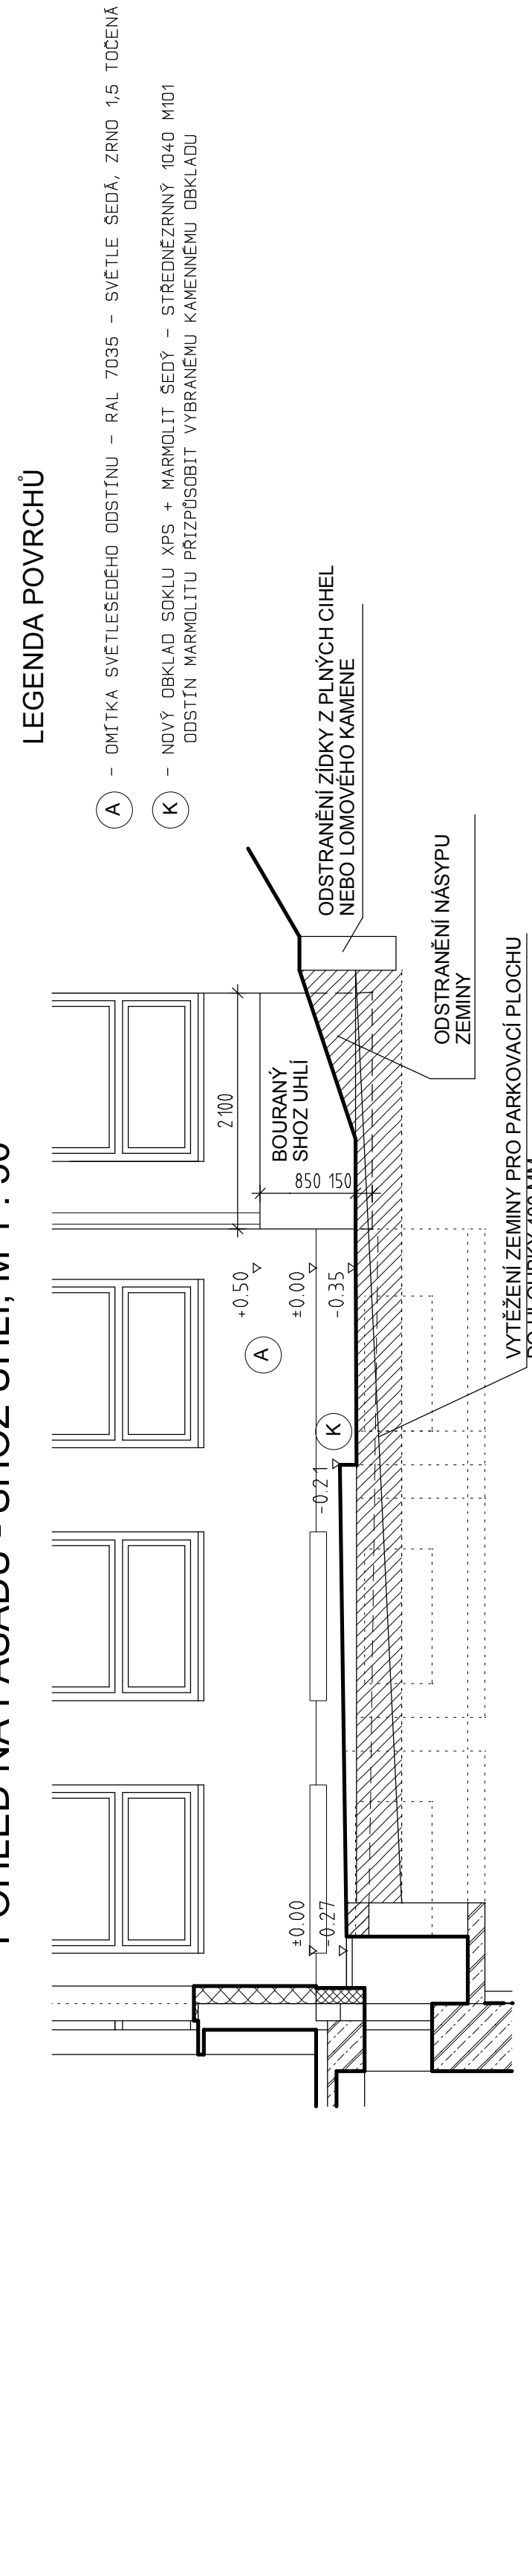 LEGENDA POVRCHŮ
A - OMÍTKA SVĚTLEŠEDÉHO ODSTÍNU - RAL 7035 - SVĚTLE ŠEDÁ, ZRNO 1,5 TOČENÁ
K - NOVÝ OBKLAD SOKLU XPS + MARMOLIT ŠEDÝ - STŘEDNĚZRNNÝ 1040 M101
ODSTÍN MARMOLITU PŘIZPŮSOBIT VYBRANÉMU KAMENNÉMU OBKLADU
ODSTRANĚNÍ ZÍDKY Z PLNÝCH CIHEL
NEBO LOMOVÉHO KAMENE
ODSTRANĚNÍ NÁSYPU
ZEMINY
VYTĚŽENÍ ZEMINY PRO PARKOVACÍ PLOCHU
2100
BOURANÝ
SHOZ UHLÍ
850 150
+0.50
±0.00
-0.35
A
K
-0.21
±0.00
-0.27